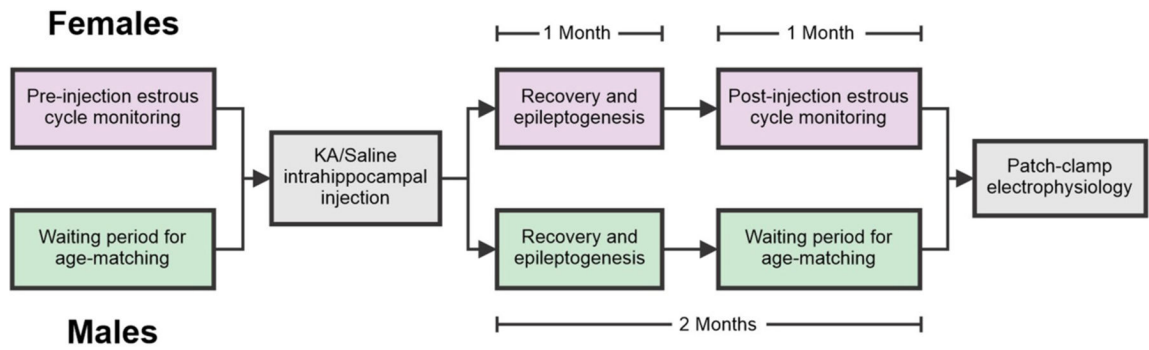 Females
1 Month
1 Month
Pre-injection estrous
cycle monitoring
Recovery and
epileptogenesis
Post-injection estrous
cycle monitoring
KA/Saline
intrahippocampal
injection
Patch-clamp
electrophysiology
Waiting period for
age-matching
Recovery and
epileptogenesis
Waiting period for
age-matching
2 Months
Males